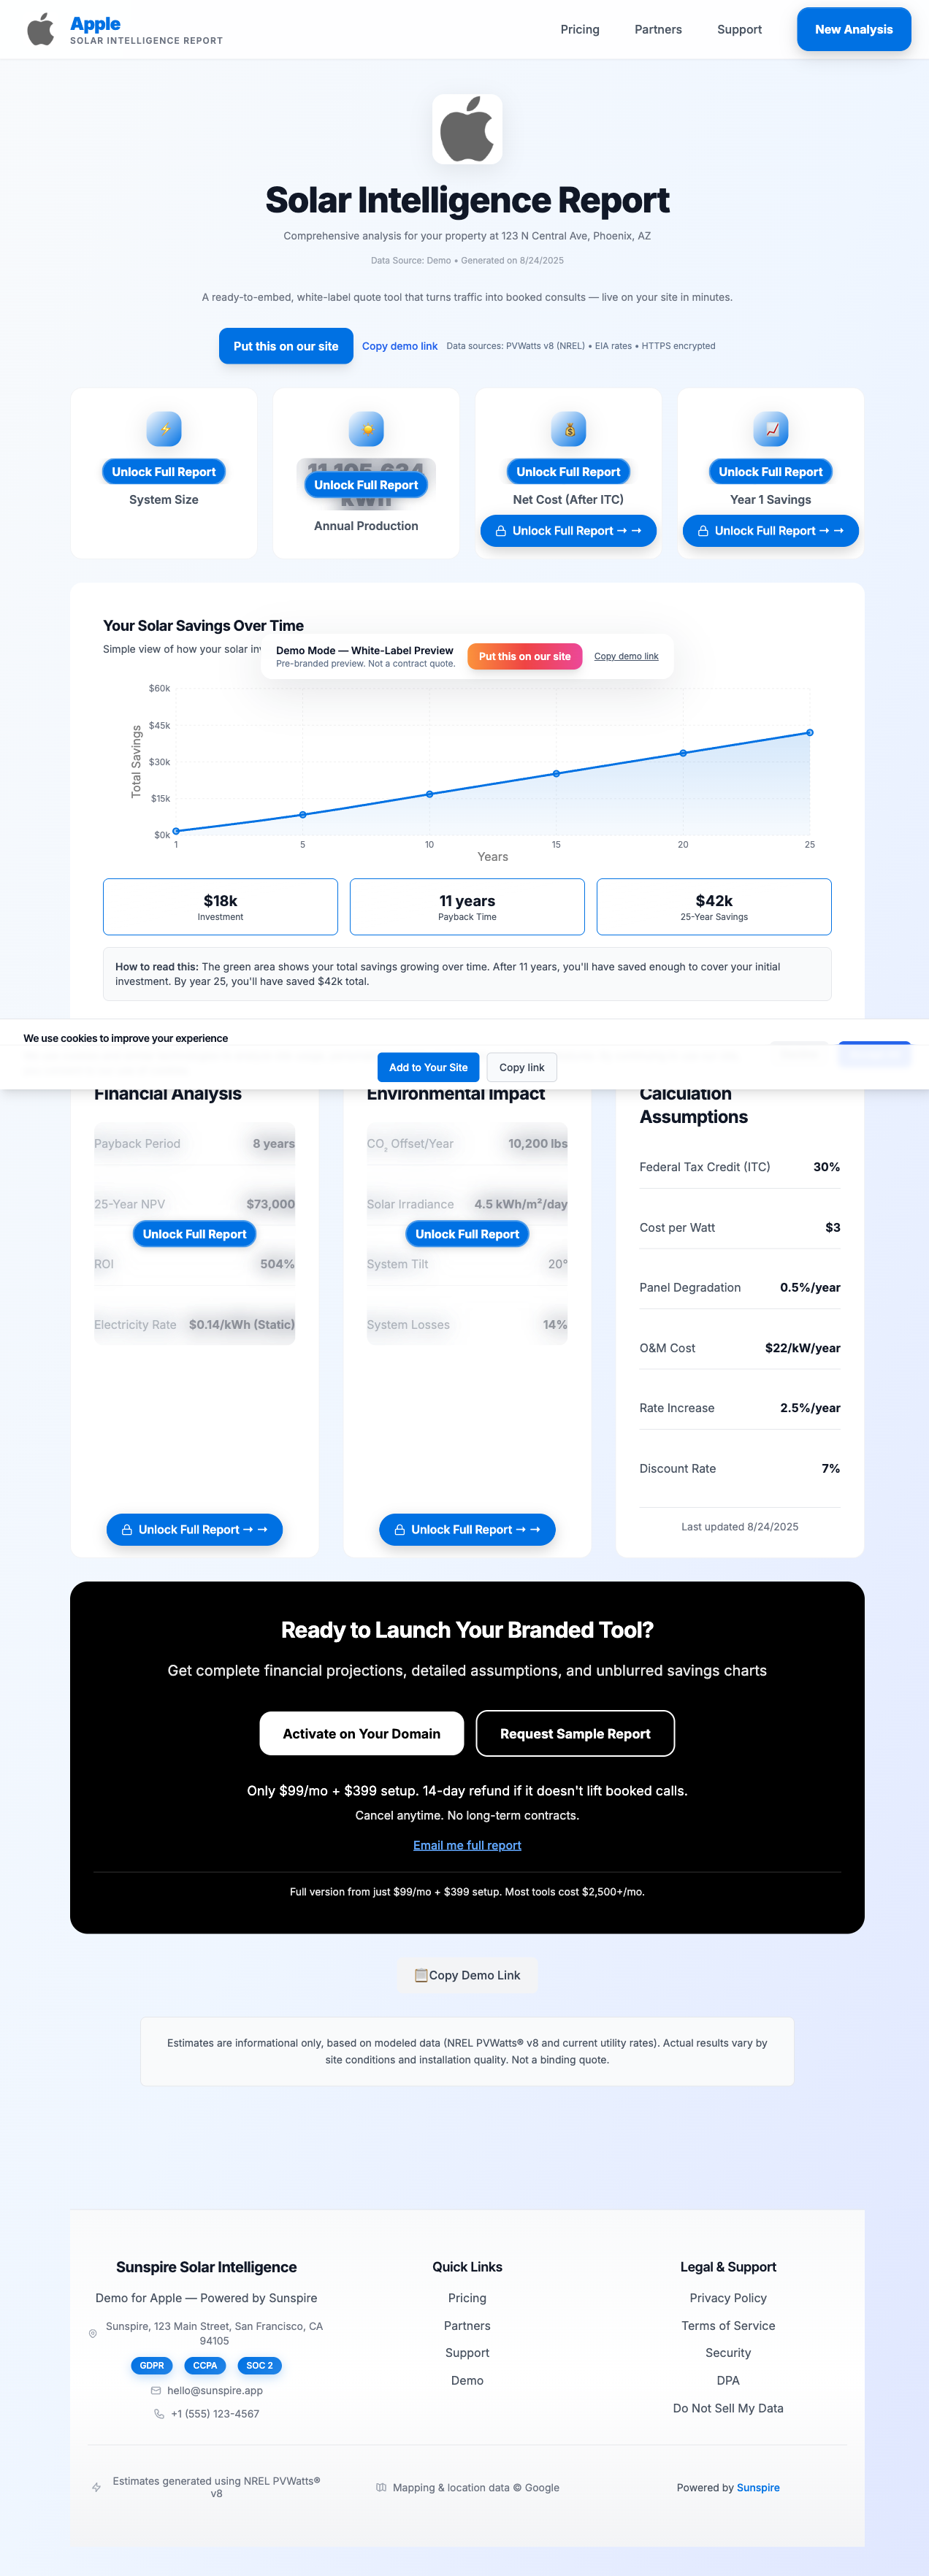 Apple
SOLAR INTELLIGENCE REPORT
Pricing
Partners
Support
New Analysis
Solar Intelligence Report
Comprehensive analysis for your property at 123 N Central Ave, Phoenix, AZ
Data Source: Demo • Generated on 8/24/2025
A ready-to-embed, white-label quote tool that turns traffic into booked consults — live on your site in minutes.
Put this on our site
Copy demo link
Data sources: PVWatts v8 (NREL) • EIA rates • HTTPS encrypted
Unlock Full Report
System Size
Unlock Full Report
Annual Production
Unlock Full Report
Net Cost (After ITC)
Unlock Full Report → →
Unlock Full Report
Year 1 Savings
Unlock Full Report → →
Your Solar Savings Over Time
Simple view of how your solar
Demo Mode — White-Label Preview
Pre-branded preview. Not a contract quote.
Put this on our site
Copy demo link
$60k
$45k
$30k
$15k
$0k
Total Savings
1
5
10
15
20
25
Years
$18k
Investment
11 years
Payback Time
$42k
25-Year Savings
How to read this: The green area shows your total savings growing over time. After 11 years, you'll have saved enough to cover your initial
investment. By year 25, you'll have saved $42k total.
We use cookies to improve your experience
Add to Your Site
Copy link
Financial Analysis
Payback Period
8 years
25-Year NPV
$73,000
Unlock Full Report
ROI
504%
Electricity Rate
$0.14/kWh (Static)
Unlock Full Report → →
Environmental Impact
CO₂ Offset/Year
10,200 lbs
Solar Irradiance
4.5 kWh/m²/day
Unlock Full Report
System Tilt
20°
System Losses
14%
Unlock Full Report → →
Calculation
Assumptions
Federal Tax Credit (ITC)
30%
Cost per Watt
$3
Panel Degradation
0.5%/year
O&M Cost
$22/kW/year
Rate Increase
2.5%/year
Discount Rate
7%
Last updated 8/24/2025
Ready to Launch Your Branded Tool?
Get complete financial projections, detailed assumptions, and unblurred savings charts
Activate on Your Domain
Request Sample Report
Only $99/mo + $399 setup. 14-day refund if it doesn't lift booked calls.
Cancel anytime. No long-term contracts.
Email me full report
Full version from just $99/mo + $399 setup. Most tools cost $2,500+/mo.
Copy Demo Link
Estimates are informational only, based on modeled data (NREL PVWatts® v8 and current utility rates). Actual results vary by
site conditions and installation quality. Not a binding quote.
Sunspire Solar Intelligence
Demo for Apple — Powered by Sunspire
Sunspire, 123 Main Street, San Francisco, CA
94105
GDPR
CCPA
SOC 2
hello@sunspire.app
+1 (555) 123-4567
Quick Links
Pricing
Partners
Support
Demo
Legal & Support
Privacy Policy
Terms of Service
Security
DPA
Do Not Sell My Data
Estimates generated using NREL PVWatts®
v8
Mapping & location data © Google
Powered by Sunspire